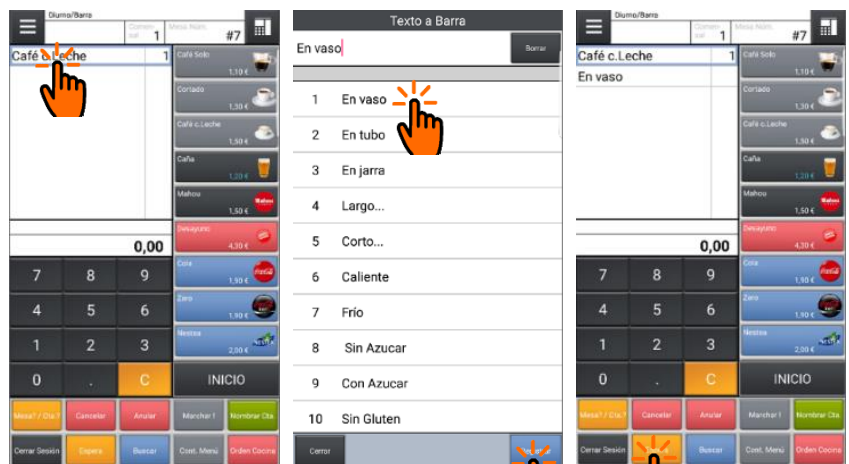 Diurno/Barra
Comen-
sal 1
Mesa Núm.
#7
Café c.Leche 1
Café Solo
1,10 €
Cortado
1,30 €
Café c.Leche
1,50 €
Caña
1,20 €
Mahou
1,50 €
Desayuno
4,30 €
0,00
Cola
1,90 €
7 8 9
Zero
1,90 €
4 5 6
Nestea
2,00 €
1 2 3
0 . C
INICIO
Mesa? / Cta.?
Cancelar
Anular
Marchar !
Nombrar Cta.
Cerrar Sesión
Espera
Buscar
Cont. Menú
Orden Cocina
Texto a Barra
En vaso
Borrar
1 En vaso
2 En tubo
3 En jarra
4 Largo...
5 Corto...
6 Caliente
7 Frío
8 Sin Azucar
9 Con Azucar
10 Sin Gluten
Cerrar
Diurno/Barra
Comen-
sal 1
Mesa Núm.
#7
Café c.Leche 1
En vaso
Café Solo
1,10 €
Cortado
1,30 €
Café c.Leche
1,50 €
Caña
1,20 €
Mahou
1,50 €
Desayuno
4,30 €
0,00
Cola
1,90 €
7 8 9
Zero
1,90 €
4 5 6
Nestea
2,00 €
1 2 3
0 . C
INICIO
Mesa? / Cta.?
Cancelar
Anular
Marchar !
Nombrar Cta.
Cerrar Sesión
Buscar
Cont. Menú
Orden Cocina